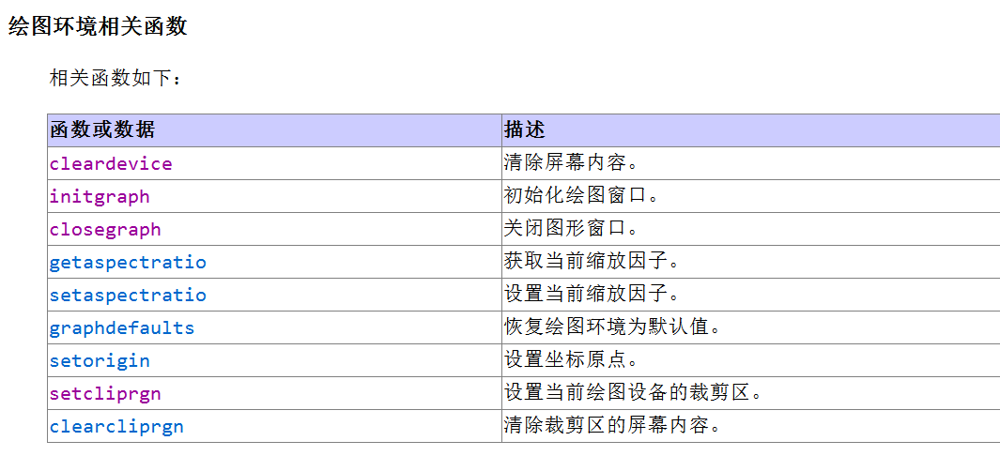 绘图环境相关函数
相关函数如下：
函数或数据 描述
cleardevice 清除屏幕内容。
initgraph 初始化绘图窗口。
closegraph 关闭图形窗口。
getaspectratio 获取当前缩放因子。
setaspectratio 设置当前缩放因子。
graphdefaults 恢复绘图环境为默认值。
setorigin 设置坐标原点。
setcliprgn 设置当前绘图设备的裁剪区。
clearcliprgn 清除裁剪区的屏幕内容。